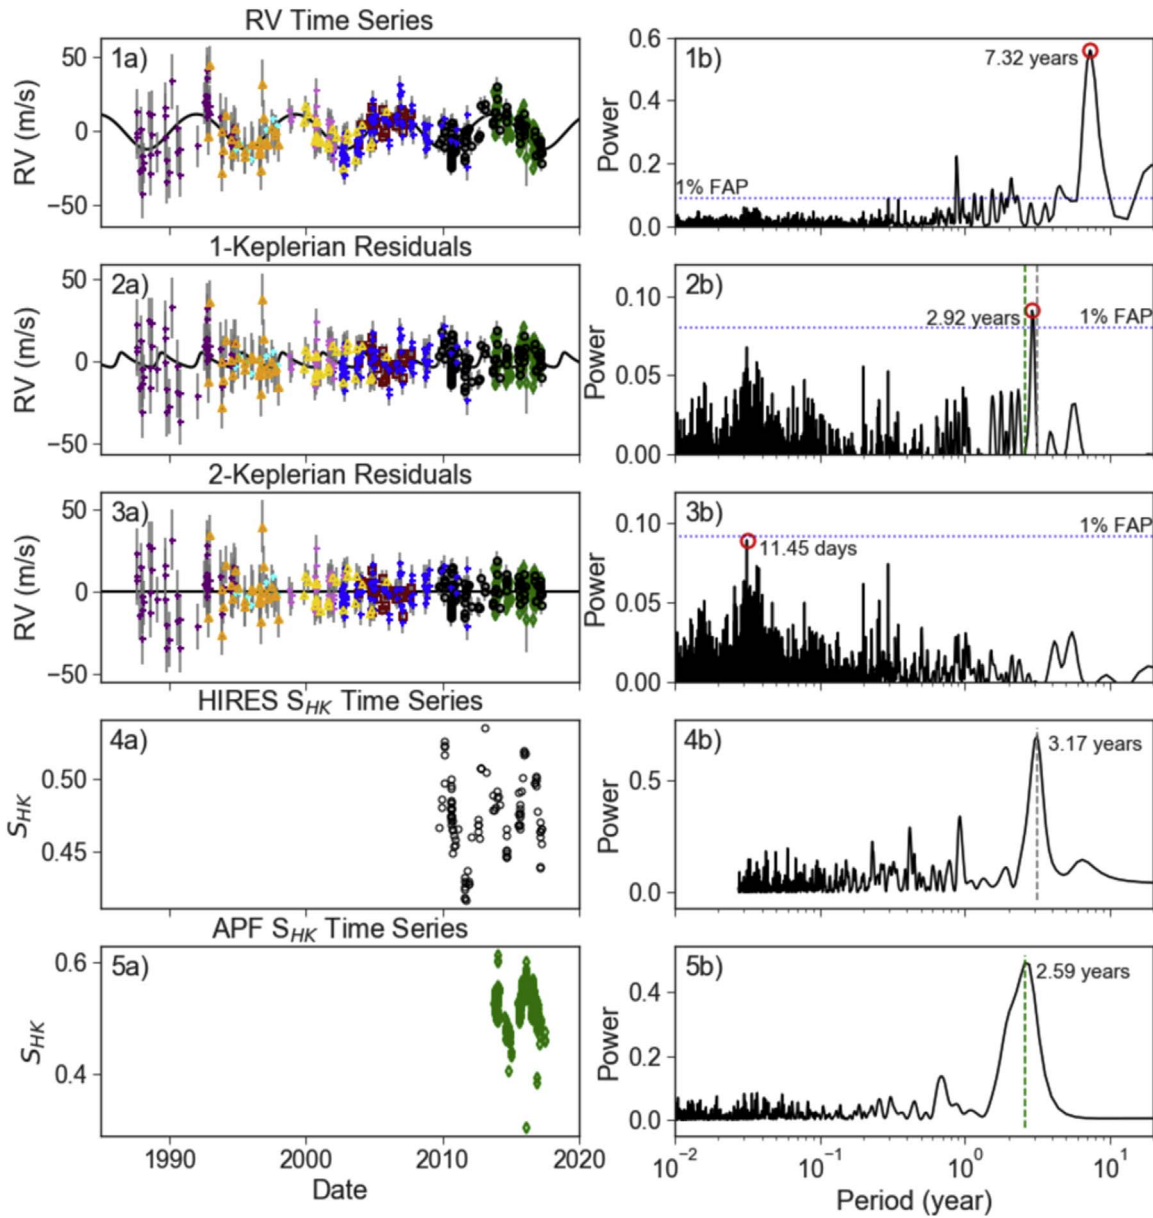 RV Time Series
1a)
50
0
−50
RV (m/s)
1b)
7.32 years
1% FAP
0.6
0.4
0.2
0.0
Power
1-Keplerian Residuals
2a)
50
0
−50
RV (m/s)
2b)
2.92 years
1% FAP
0.10
0.05
0.00
Power
2-Keplerian Residuals
3a)
50
0
−50
RV (m/s)
3b)
11.45 days
1% FAP
0.10
0.05
0.00
Power
HIRES S_HK Time Series
4a)
0.50
0.45
S_HK
4b)
3.17 years
0.5
0.0
Power
APF S_HK Time Series
5a)
0.6
0.4
S_HK
1990 2000 2010 2020
Date
5b)
2.59 years
0.4
0.2
0.0
Power
10⁻² 10⁻¹ 10⁰ 10¹
Period (year)